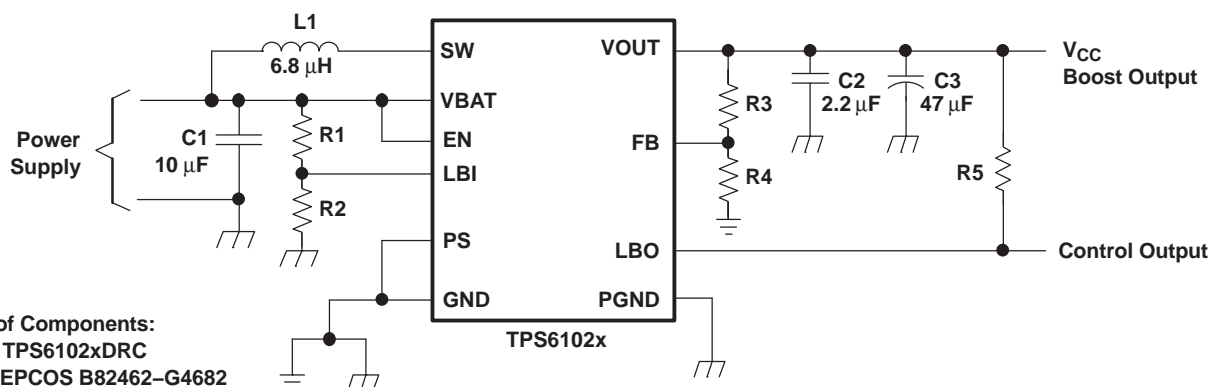 L1
6.8 μH
SW
VOUT
VCC
Boost Output
C2
2.2 μF
C3
47 μF
R3
VBAT
Power
Supply
C1
10 μF
R1
EN
FB
LBI
R4
R5
R2
PS
LBO
Control Output
GND
PGND
TPS6102x
of Components:
TPS6102xDRC
EPCOS B82462–G4682